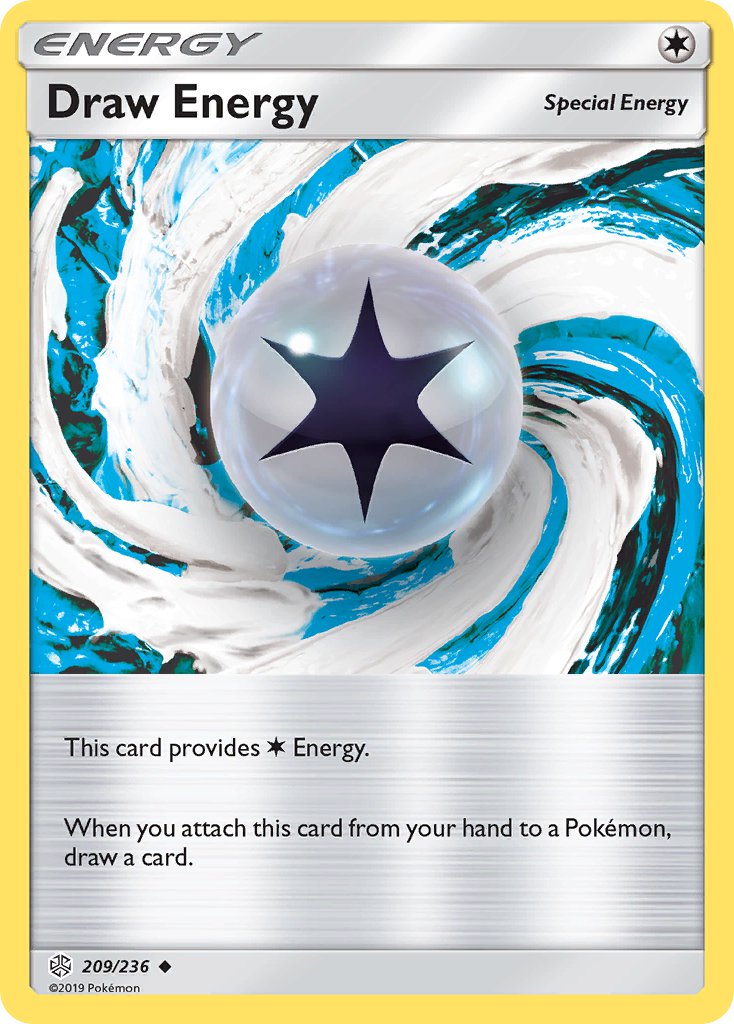 ENERGY
Draw Energy
Special Energy
This card provides Energy.
When you attach this card from your hand to a Pokémon,
draw a card.
209/236
©2019 Pokémon